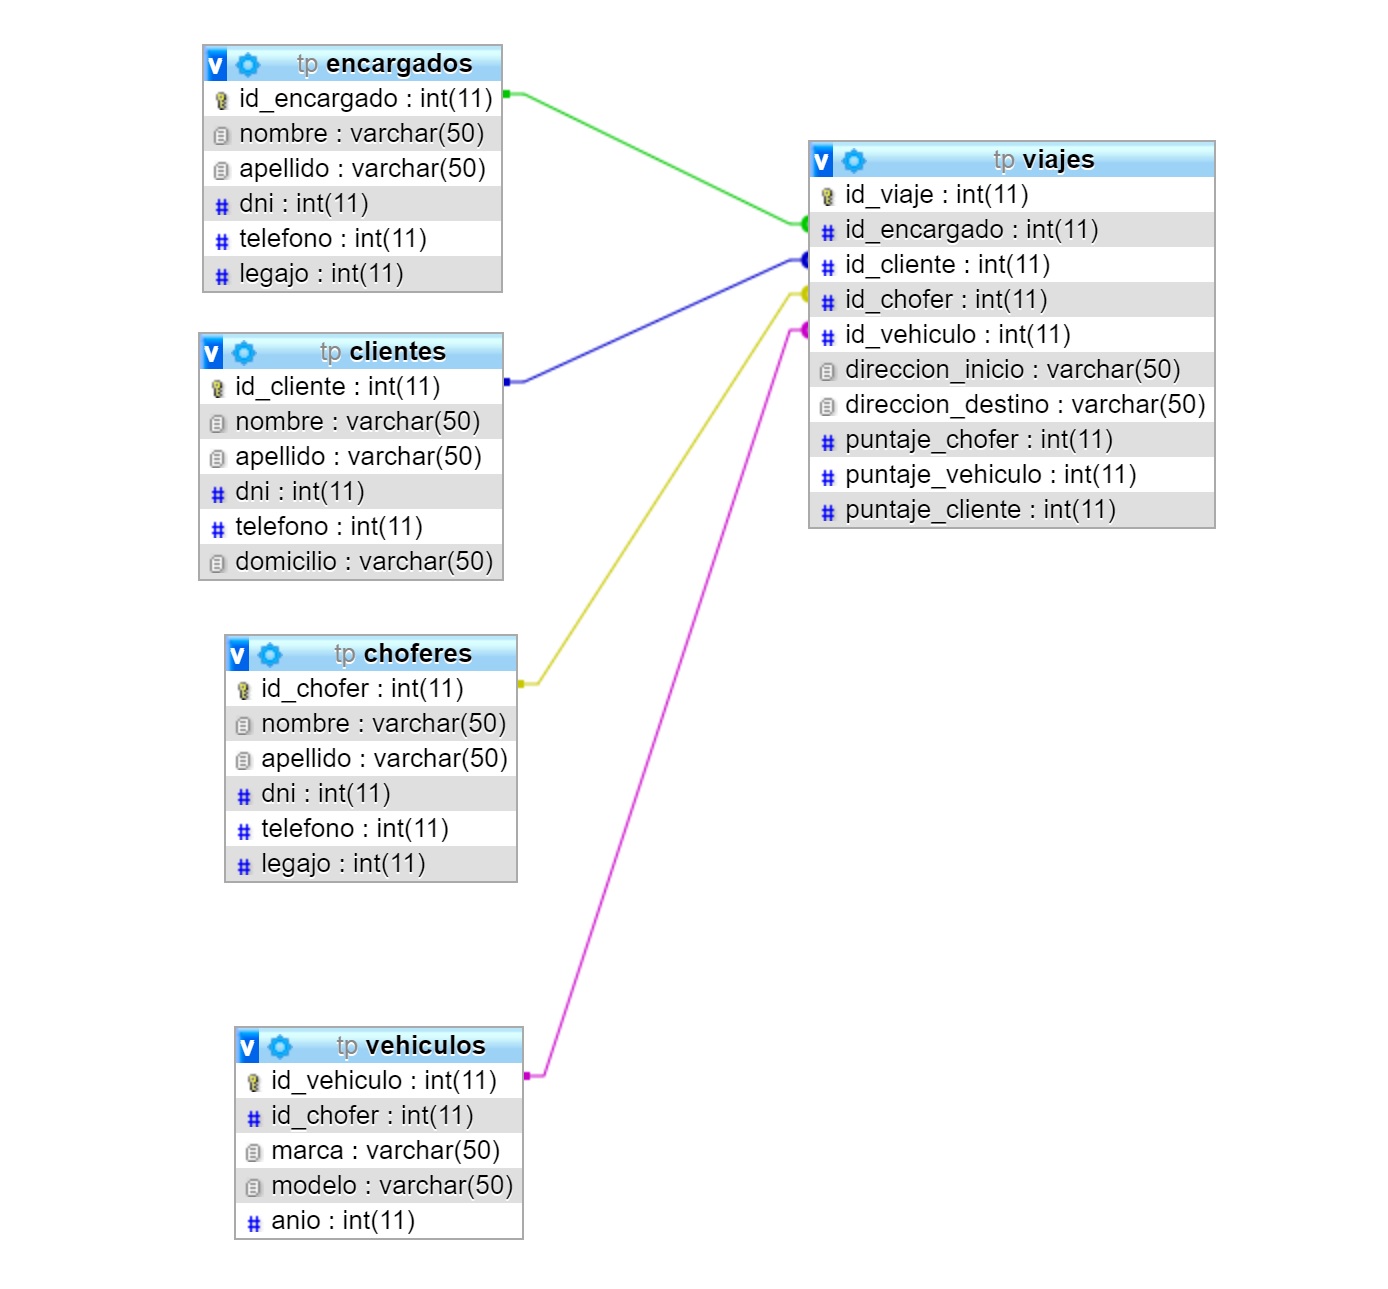 v tp encargados
id_encargado : int(11)
nombre : varchar(50)
apellido : varchar(50)
# dni : int(11)
# telefono : int(11)
# legajo : int(11)
v tp clientes
id_cliente : int(11)
nombre : varchar(50)
apellido : varchar(50)
# dni : int(11)
# telefono : int(11)
domicilio : varchar(50)
v tp choferes
id_chofer : int(11)
nombre : varchar(50)
apellido : varchar(50)
# dni : int(11)
# telefono : int(11)
# legajo : int(11)
v tp vehiculos
id_vehiculo : int(11)
# id_chofer : int(11)
marca : varchar(50)
modelo : varchar(50)
# anio : int(11)
v tp viajes
id_viaje : int(11)
# id_encargado : int(11)
# id_cliente : int(11)
# id_chofer : int(11)
# id_vehiculo : int(11)
direccion_inicio : varchar(50)
direccion_destino : varchar(50)
# puntaje_chofer : int(11)
# puntaje_vehiculo : int(11)
# puntaje_cliente : int(11)